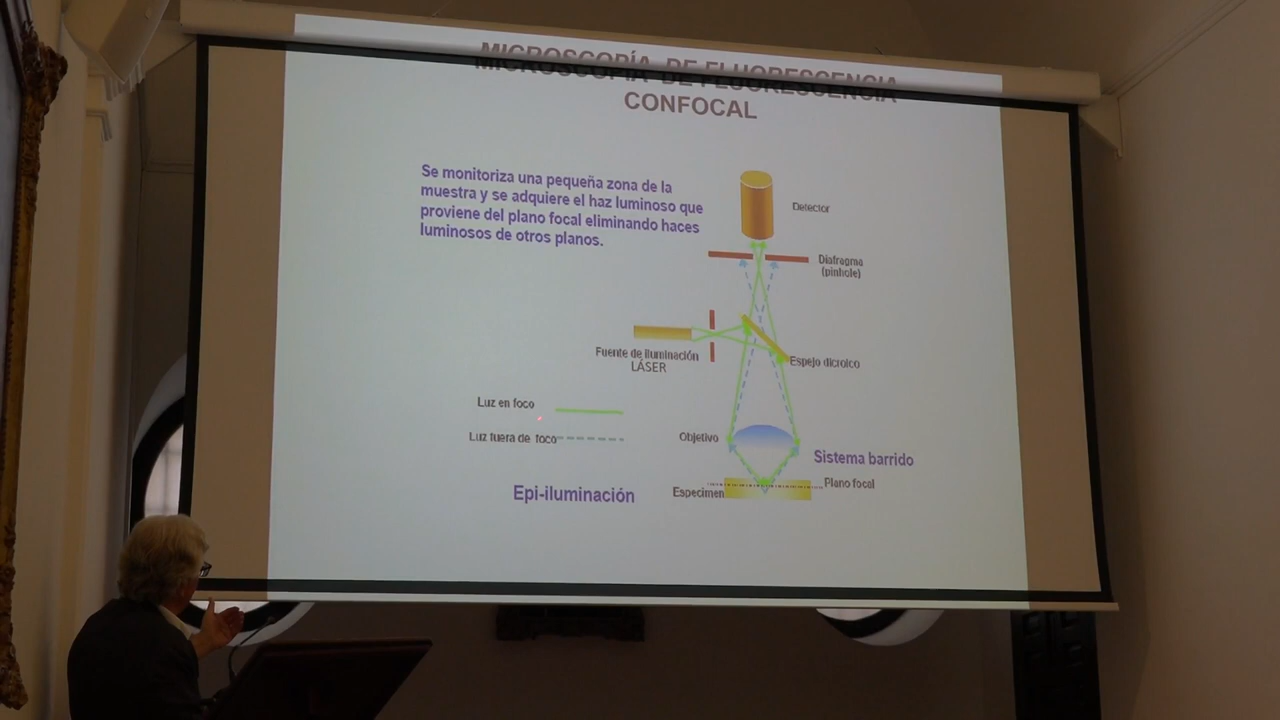 MICROSCOPÍA DE FLUORESCENCIA
CONFOCAL
Se monitoriza una pequeña zona de la
muestra y se adquiere el haz luminoso que
proviene del plano focal eliminando haces
luminosos de otros planos.
Detector
Diafragma
(pinhole)
Fuente de iluminación
LÁSER
Espejo dicroico
Luz en foco
Luz fuera de foco
Objetivo
Sistema barrido
Plano focal
Especimen
Epi-iluminación